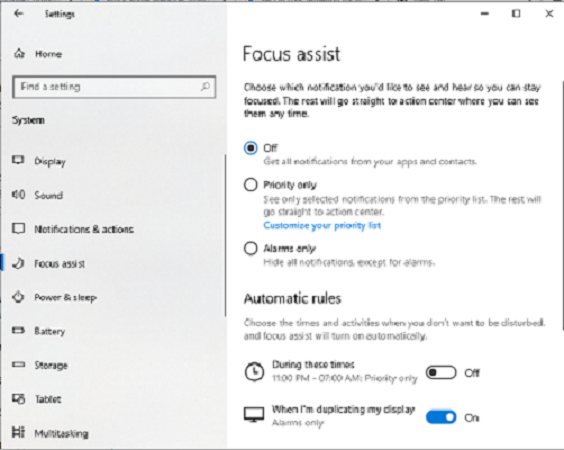 Settings
Home
Find a setting
System
Display
Sound
Notifications & actions
Focus assist
Power & sleep
Battery
Storage
Tablet
Multitasking
Focus assist
Choose which notification you'd like to see and hear so you can stay
focused. The rest will go straight to action center where you can see
them any time.
Off
Get all notifications from your apps and contacts.
Priority only
See only selected notifications from the priority list. The rest will
go straight to action center.
Customize your priority list
Alarms only
Hide all notifications, except for alarms.
Automatic rules
Choose the times and activities when you don't want to be disturbed,
and focus assist will turn on automatically.
During these times
11:00 PM - 07:00 AM; Priority only
Off
When I'm duplicating my display
Alarms only
On